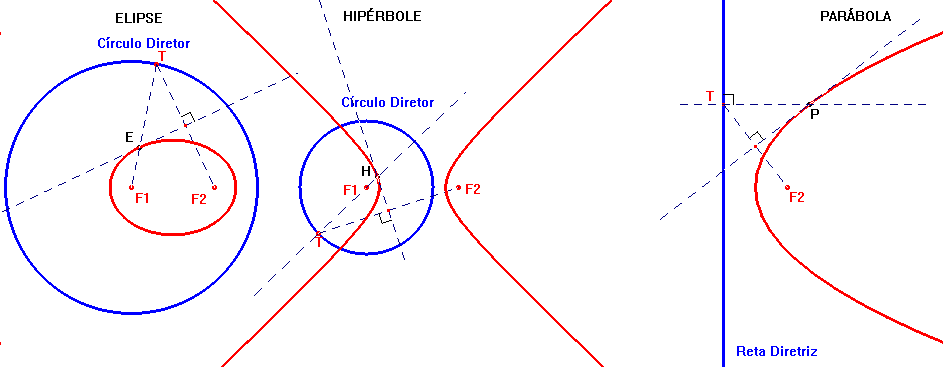 ELIPSE
Círculo Diretor
T
E
F1
F2
HIPÉRBOLE
Círculo Diretor
H
F1
F2
T
PARÁBOLA
T
P
F2
Reta Diretriz